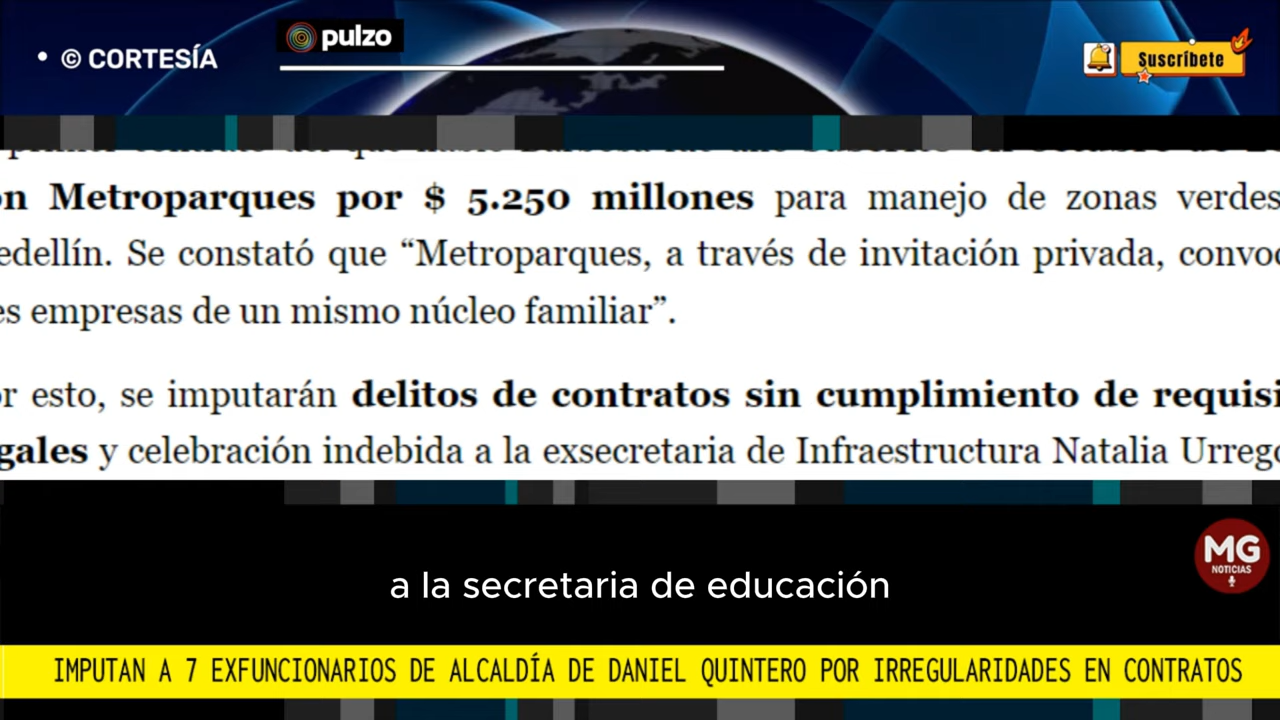 • © CORTESÍA
pulzo
Suscríbete
on Metroparques por $ 5.250 millones para manejo de zonas verdes
edellín. Se constató que “Metroparques, a través de invitación privada, convoc
es empresas de un mismo núcleo familiar”.
or esto, se imputarán delitos de contratos sin cumplimiento de requisi
gales y celebración indebida a la exsecretaria de Infraestructura Natalia Urrego
MG
NOTICIAS
a la secretaria de educación
IMPUTAN A 7 EXFUNCIONARIOS DE ALCALDÍA DE DANIEL QUINTERO POR IRREGULARIDADES EN CONTRATOS